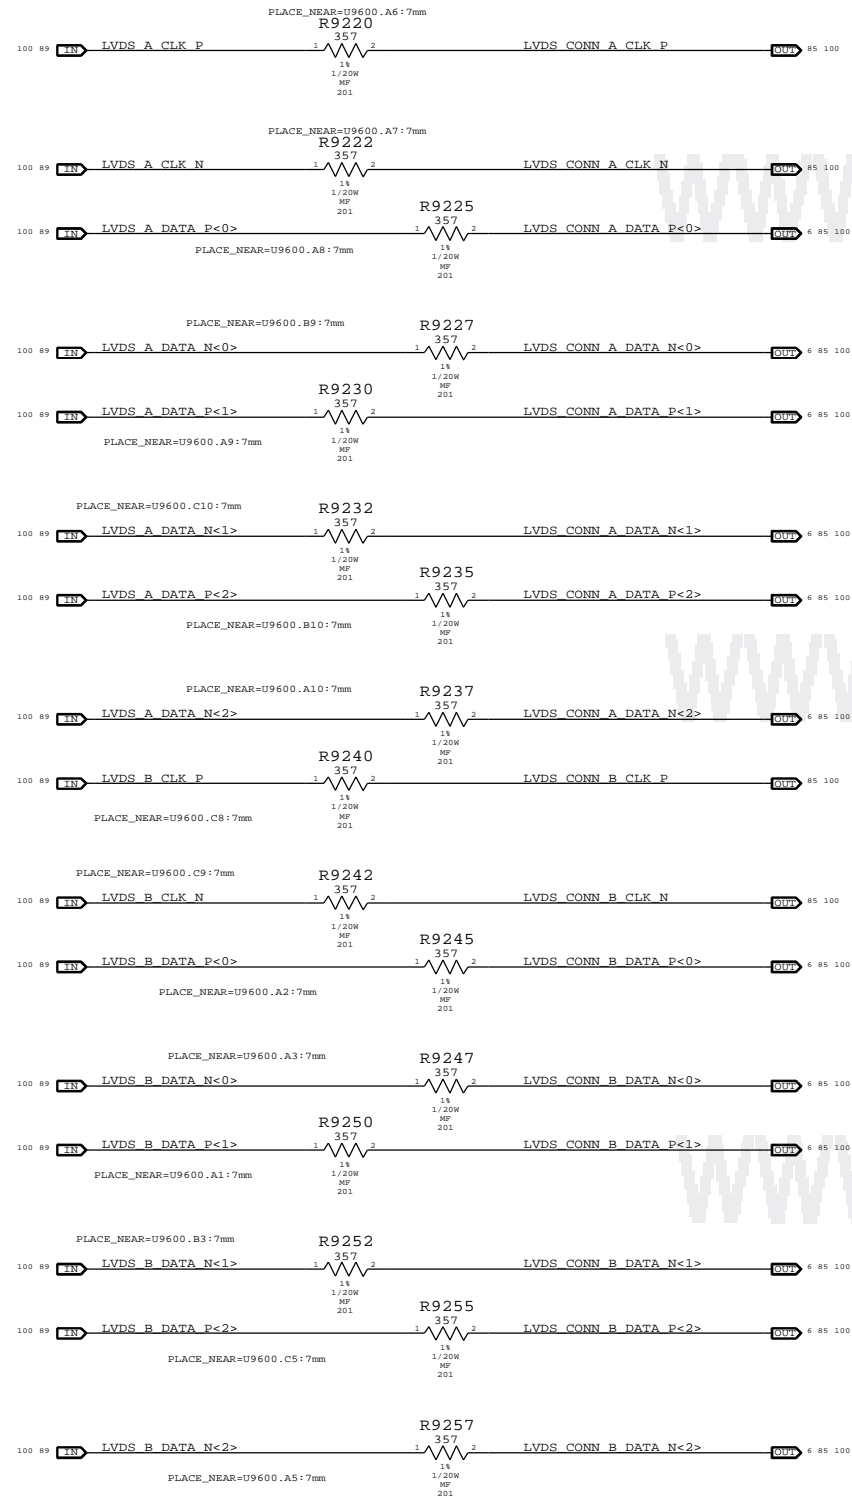 PLACE_NEAR=U9600.A6:7mm
R9220
357
100 89 IN LVDS_A_CLK_P 1 2 LVDS_CONN_A_CLK_P OUT 85 100
1%
1/20W
MF
201
PLACE_NEAR=U9600.A7:7mm
R9222
357
100 89 IN LVDS_A_CLK_N 1 2 LVDS_CONN_A_CLK_N OUT 85 100
1%
1/20W
MF
201
R9225
357
100 89 IN LVDS_A_DATA_P<0> 1 2 LVDS_CONN_A_DATA_P<0> OUT 6 85 100
PLACE_NEAR=U9600.A8:7mm
1%
1/20W
MF
201
PLACE_NEAR=U9600.B9:7mm
R9227
357
100 89 IN LVDS_A_DATA_N<0> 1 2 LVDS_CONN_A_DATA_N<0> OUT 6 85 100
1%
1/20W
MF
201
R9230
357
100 89 IN LVDS_A_DATA_P<1> 1 2 LVDS_CONN_A_DATA_P<1> OUT 6 85 100
1%
1/20W
PLACE_NEAR=U9600.A9:7mm
MF
201
PLACE_NEAR=U9600.C10:7mm
R9232
357
100 89 IN LVDS_A_DATA_N<1> 1 2 LVDS_CONN_A_DATA_N<1> OUT 6 85 100
1%
1/20W
MF
201
R9235
357
100 89 IN LVDS_A_DATA_P<2> 1 2 LVDS_CONN_A_DATA_P<2> OUT 6 85 100
1%
1/20W
PLACE_NEAR=U9600.B10:7mm
MF
201
PLACE_NEAR=U9600.A10:7mm
R9237
357
100 89 IN LVDS_A_DATA_N<2> 1 2 LVDS_CONN_A_DATA_N<2> OUT 6 85 100
1%
1/20W
MF
201
R9240
357
100 89 IN LVDS_B_CLK_P 1 2 LVDS_CONN_B_CLK_P OUT 85 100
1%
1/20W
MF
PLACE_NEAR=U9600.C8:7mm
201
PLACE_NEAR=U9600.C9:7mm
R9242
357
100 89 IN LVDS_B_CLK_N 1 2 LVDS_CONN_B_CLK_N OUT 85 100
1%
1/20W
MF
201
R9245
357
100 89 IN LVDS_B_DATA_P<0> 1 2 LVDS_CONN_B_DATA_P<0> OUT 6 85 100
1%
1/20W
PLACE_NEAR=U9600.A2:7mm
MF
201
PLACE_NEAR=U9600.A3:7mm
R9247
357
100 89 IN LVDS_B_DATA_N<0> 1 2 LVDS_CONN_B_DATA_N<0> OUT 6 85 100
1%
1/20W
MF
201
R9250
357
100 89 IN LVDS_B_DATA_P<1> 1 2 LVDS_CONN_B_DATA_P<1> OUT 6 85 100
1%
1/20W
PLACE_NEAR=U9600.A1:7mm
MF
201
PLACE_NEAR=U9600.B3:7mm
R9252
357
100 89 IN LVDS_B_DATA_N<1> 1 2 LVDS_CONN_B_DATA_N<1> OUT 6 85 100
1%
1/20W
MF
201
R9255
357
100 89 IN LVDS_B_DATA_P<2> 1 2 LVDS_CONN_B_DATA_P<2> OUT 6 85 100
1%
1/20W
PLACE_NEAR=U9600.C5:7mm
MF
201
R9257
357
100 89 IN LVDS_B_DATA_N<2> 1 2 LVDS_CONN_B_DATA_N<2> OUT 6 85 100
1%
1/20W
PLACE_NEAR=U9600.A5:7mm
MF
201